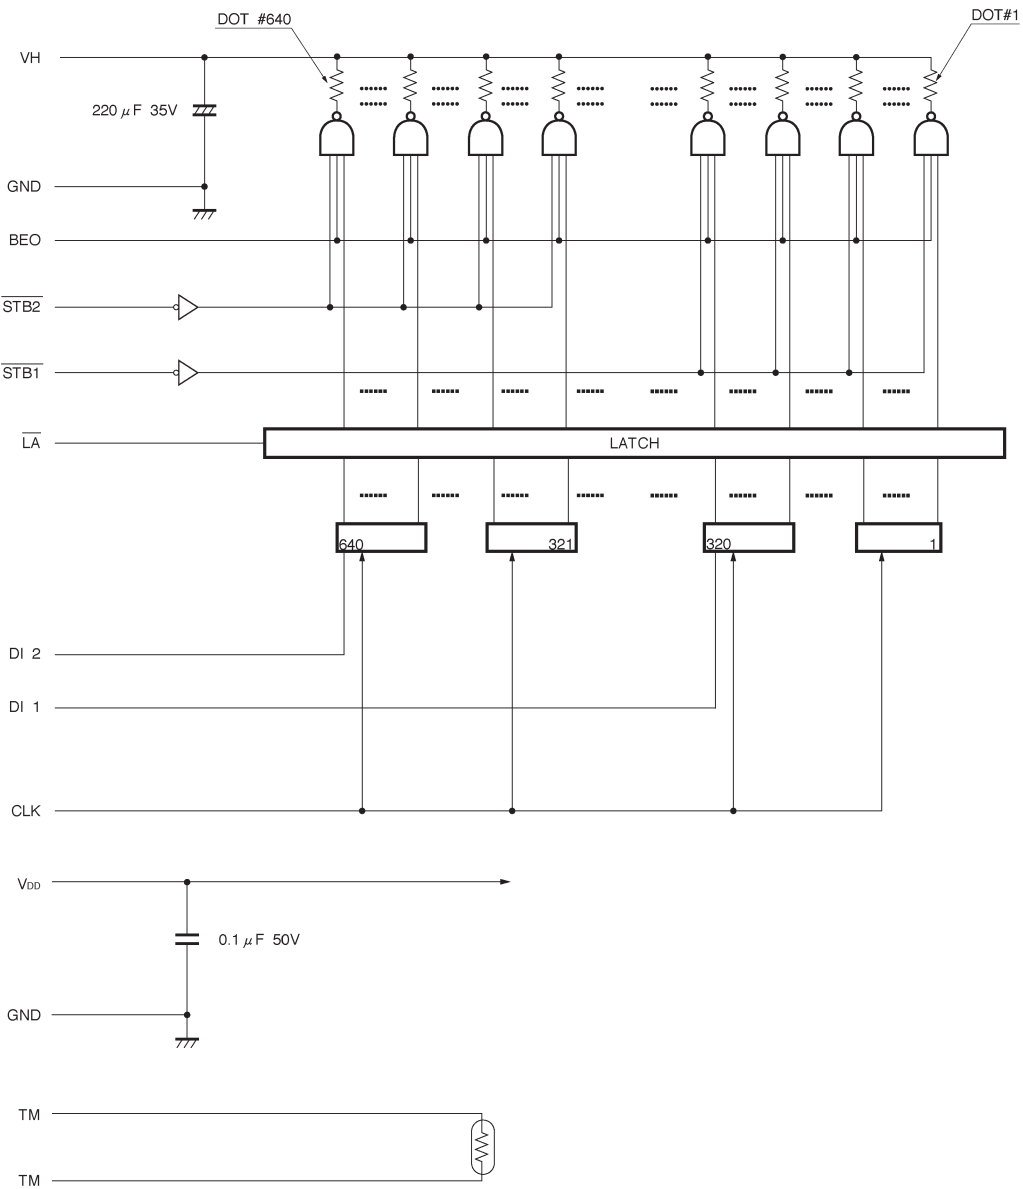 DOT #640
DOT#1
VH
220 μF 35V
GND
BEO
STB2
STB1
LA
LATCH
640
321
320
1
DI 2
DI 1
CLK
VDD
0.1 μF 50V
GND
TM
TM